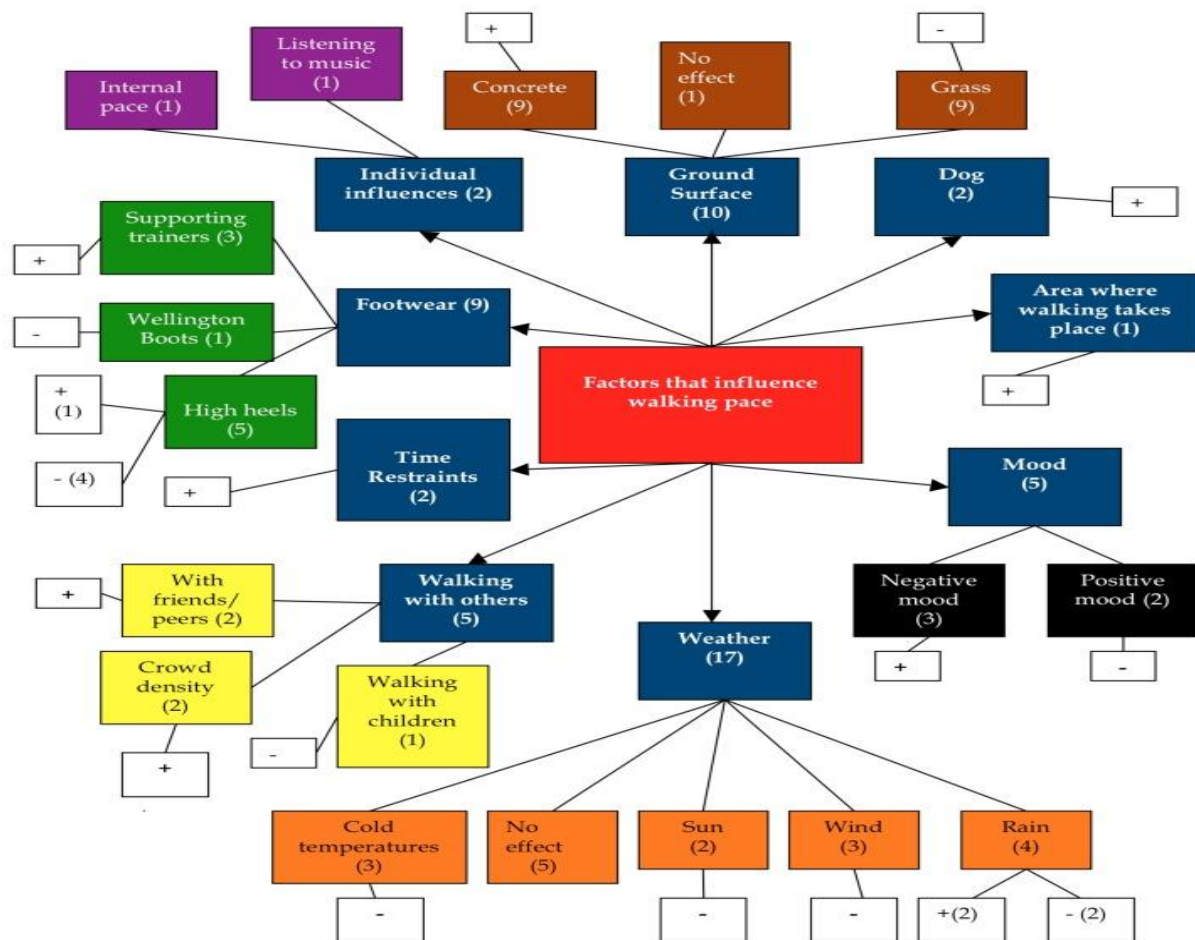 +
-
Listening
to music
(1)
Internal
pace (1)
Concrete
(9)
No
effect
(1)
Grass
(9)
Individual
influences (2)
Ground
Surface
(10)
Dog
(2)
+
Supporting
trainers (3)
+
Footwear (9)
Area where
walking takes
place (1)
Wellington
Boots (1)
-
+
(1)
High heels
(5)
- (4)
+
Factors that influence
walking pace
Time
Restraints
(2)
+
Mood
(5)
With
friends/
peers (2)
+
Walking
with others
(5)
Negative
mood
(3)
Positive
mood (2)
+
-
Crowd
density
(2)
+
Walking
with
children
(1)
-
Weather
(17)
Cold
temperatures
(3)
No
effect
(5)
Sun
(2)
Wind
(3)
Rain
(4)
-
-
-
+(2)
- (2)